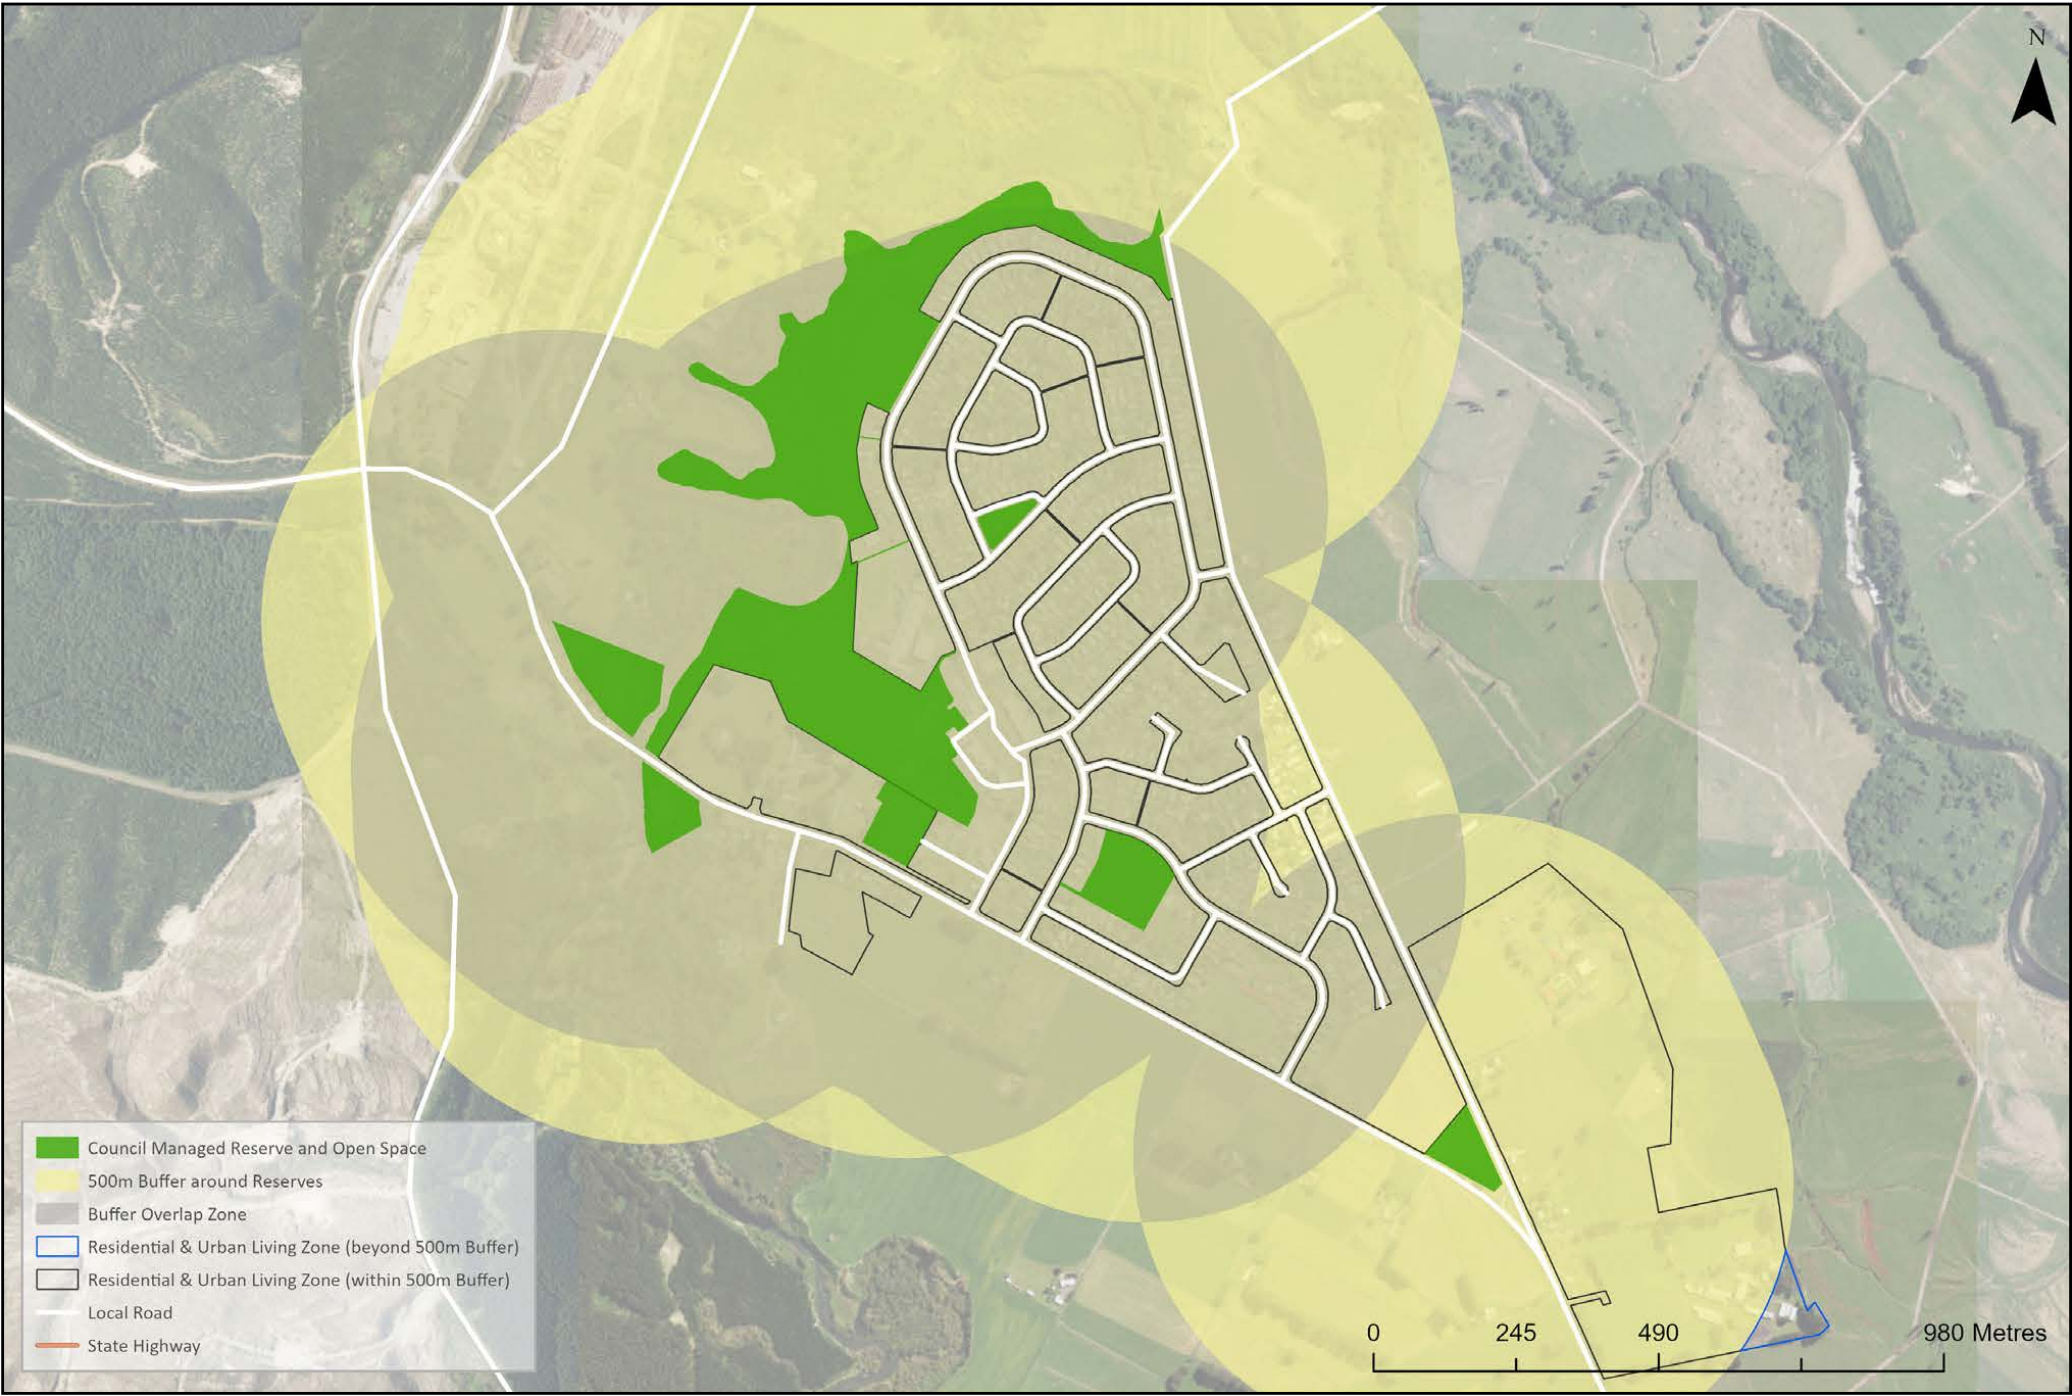 N
Council Managed Reserve and Open Space
500m Buffer around Reserves
Buffer Overlap Zone
Residential & Urban Living Zone (beyond 500m Buffer)
Residential & Urban Living Zone (within 500m Buffer)
Local Road
State Highway
0 245 490 980 Metres